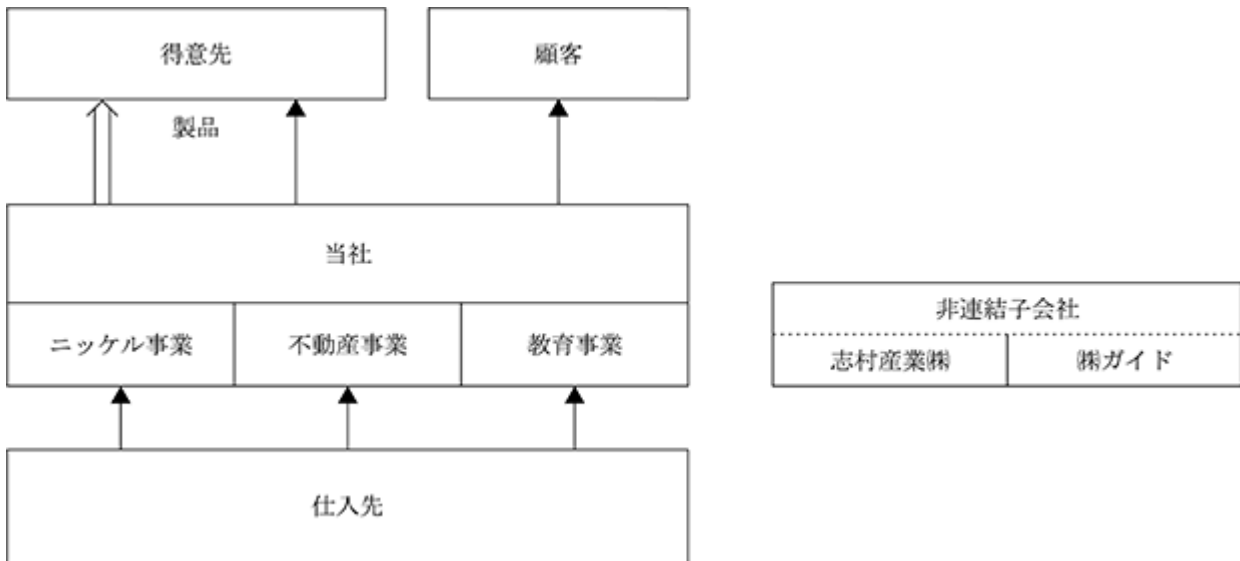 得意先
顧客
製品
当社
ニッケル事業
不動産事業
教育事業
非連結子会社
志村産業㈱
㈱ガイド
仕入先